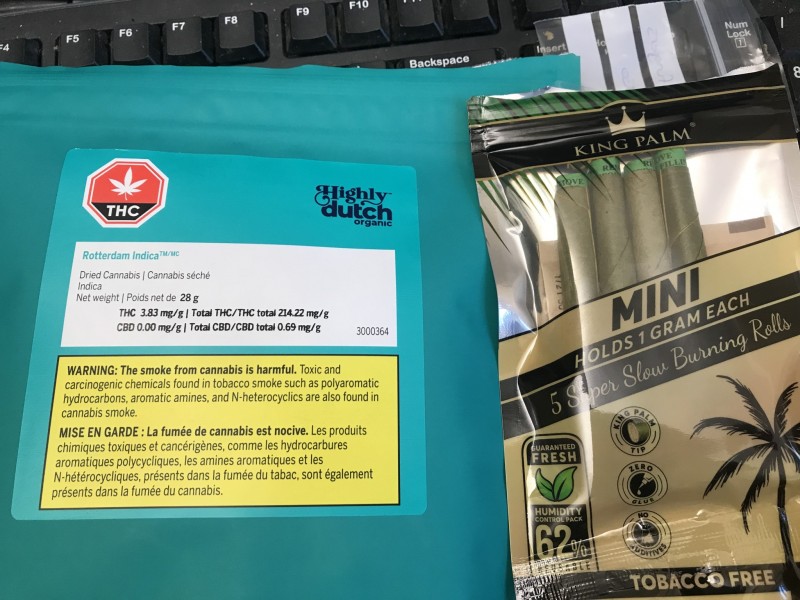 F4
F5
F6
F7
F8
F9
F10
Backspace
Insert
Num
Lock
8
THC
Highly
dutch
organic
Rotterdam Indica™/MC
Dried Cannabis | Cannabis séché
Indica
Net weight | Poids net de 28 g
THC 3.83 mg/g | Total THC/THC total 214.22 mg/g
CBD 0.00 mg/g | Total CBD/CBD total 0.69 mg/g
3000364
WARNING: The smoke from cannabis is harmful. Toxic and
carcinogenic chemicals found in tobacco smoke such as polyaromatic
hydrocarbons, aromatic amines, and N-heterocyclics are also found in
cannabis smoke.
MISE EN GARDE : La fumée de cannabis est nocive. Les produits
chimiques toxiques et cancérigènes, comme les hydrocarbures
aromatiques polycycliques, les amines aromatiques et les
N-hétérocycliques, présents dans la fumée du tabac, sont également
présents dans la fumée du cannabis.
KING PALM
MINI
HOLDS 1 GRAM EACH
5 Super Slow Burning Rolls
KING PALM
TIP
GUARANTEED
FRESH
ZERO
GLUE
HUMIDITY
CONTROL PACK
62%
NO
ADDITIVES
TOBACCO FREE